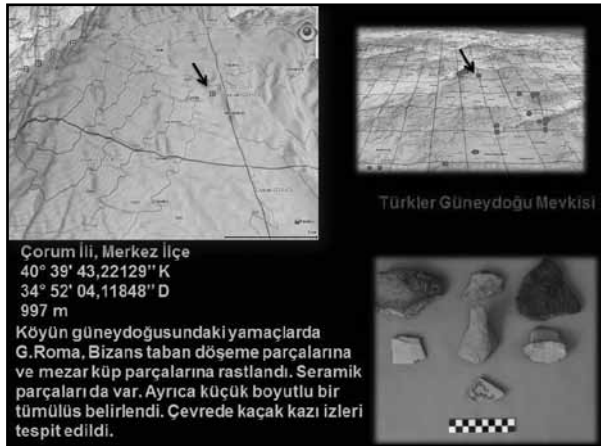 Türkler Güneydoğu Mevkisi
Çorum İli, Merkez İlçe
40° 39' 43,22129'' K
34° 52' 04,11848'' D
997 m
Köyün güneydoğusundaki yamaçlarda
G.Roma, Bizans taban döşeme parçalarına
ve mezar küp parçalarına rastlandı. Seramik
parçaları da var. Ayrıca küçük boyutlu bir
tümülüs belirlendi. Çevrede kaçak kazı izleri
tespit edildi.